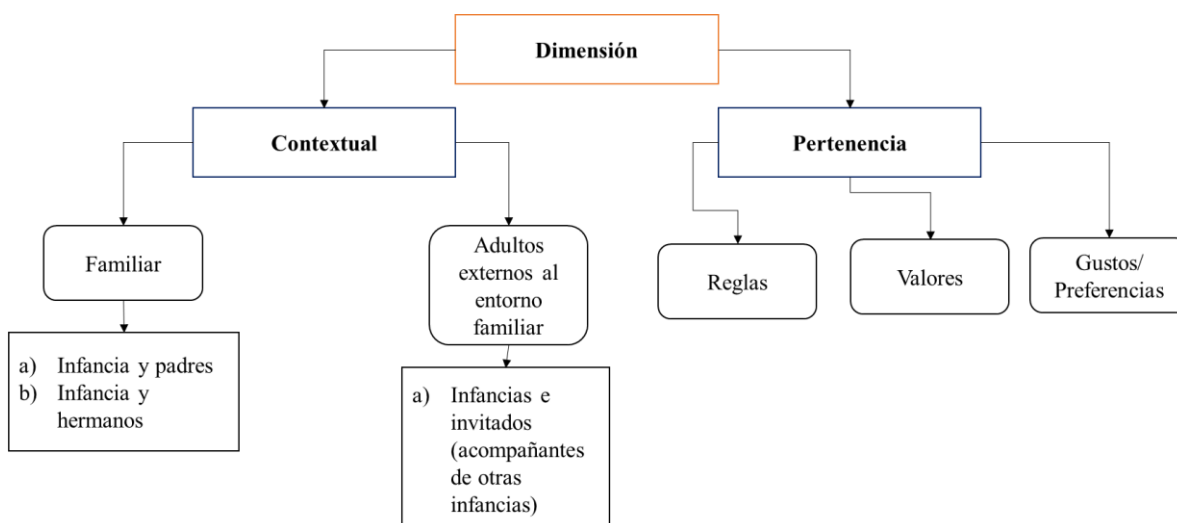 Dimensión
Contextual
Pertenencia
Familiar
Adultos
externos al
entorno
familiar
Reglas
Valores
Gustos/
Preferencias
a) Infancia y padres
b) Infancia y
hermanos
a) Infancias e
invitados
(acompañantes
de otras
infancias)